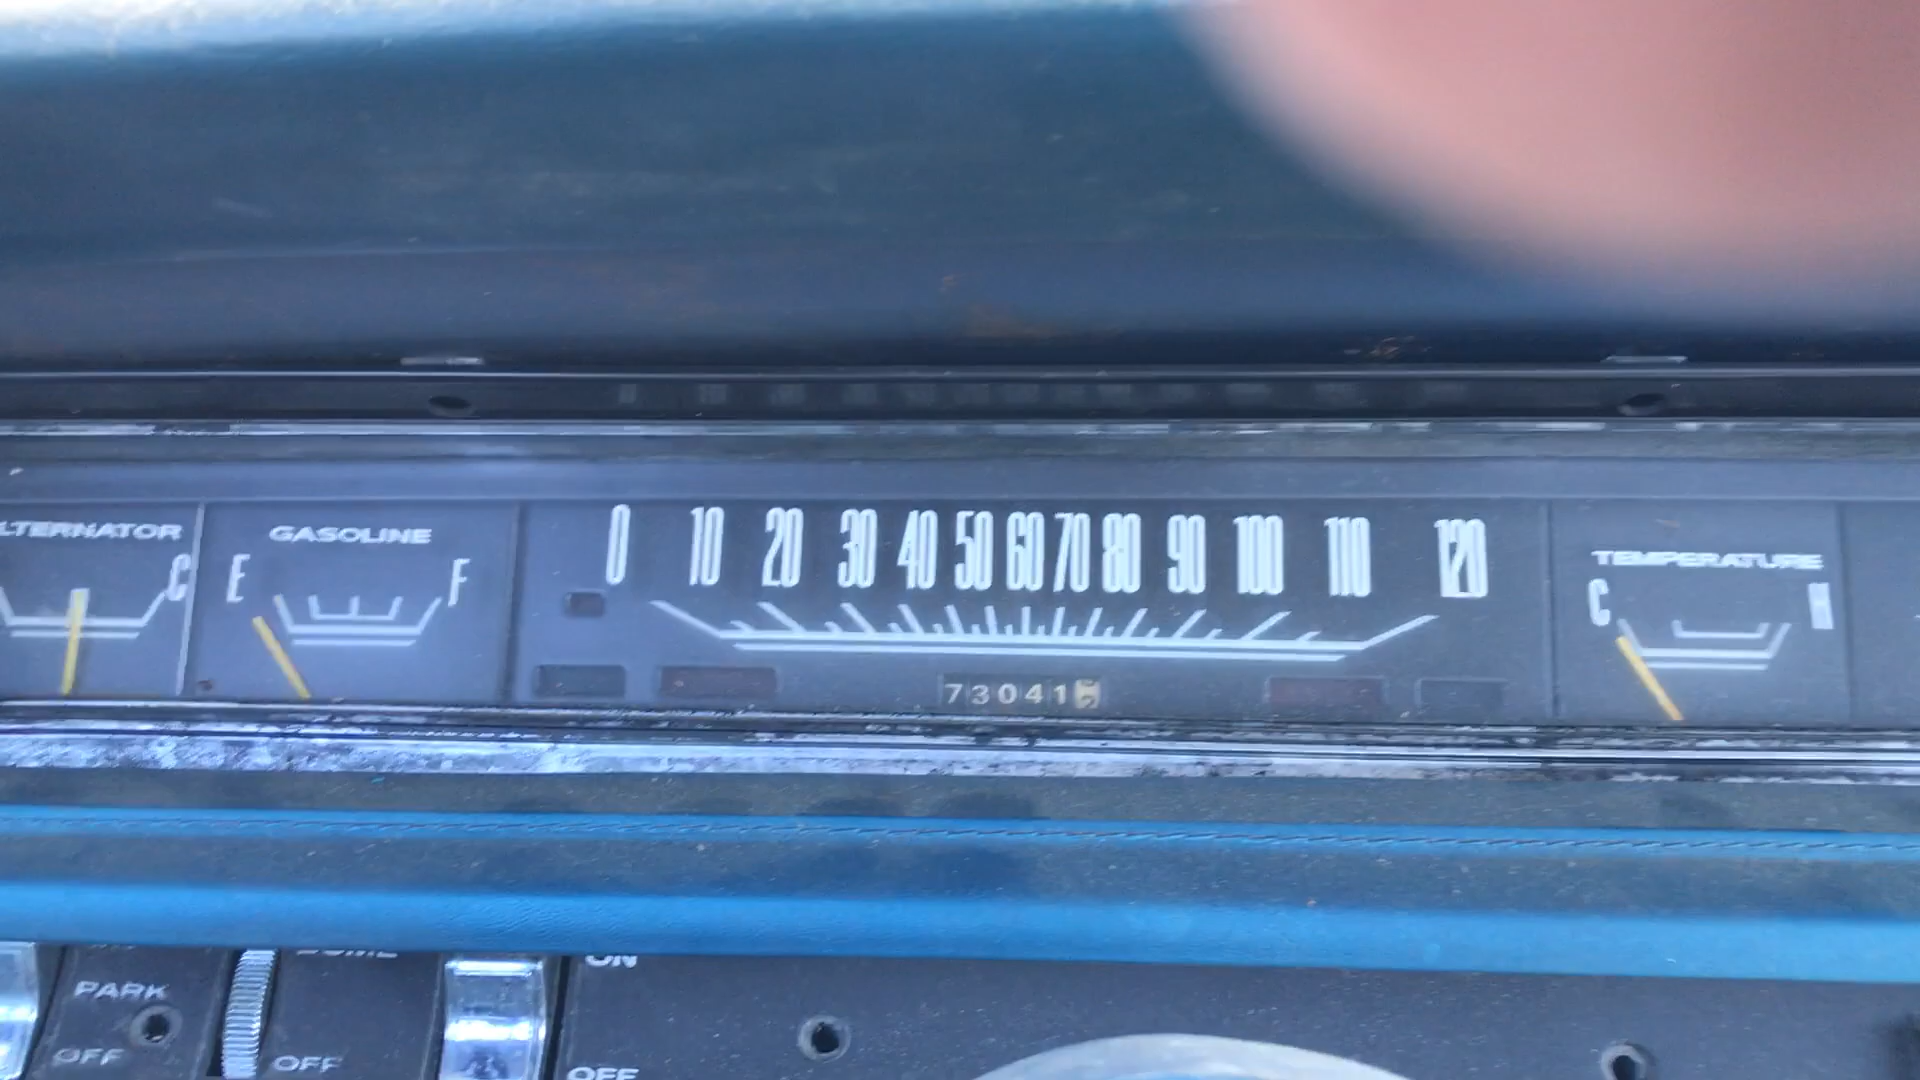 LTERNATOR
C
GASOLINE
E F
0 10 20 30 40 50 60 70 80 90 100 110 120
73041
TEMPERATURE
C H
PARK
OFF
OFF
ON
OFF